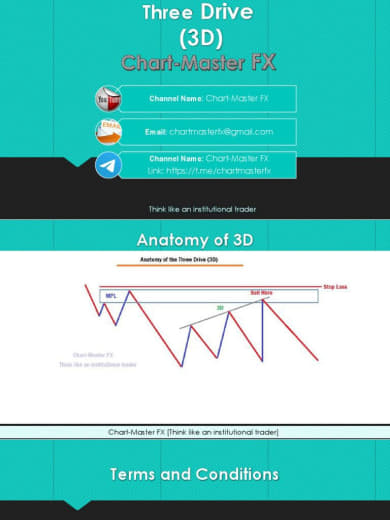 Three Drive
(3D)
Chart-Master FX
You Tube
Channel Name: Chart-Master FX
EMAIL
Email: chartmasterfx@gmail.com
Channel Name: Chart-Master FX
Link: https://t.me/chartmasterfx
Think like an institutional trader
Anatomy of 3D
Anatomy of the Three Drive (3D)
Stop Loss
Sell Here
MPL
3D
Chart-Master FX
Think like an institutional trader
Chart-Master FX [Think like an institutional trader]
Terms and Conditions